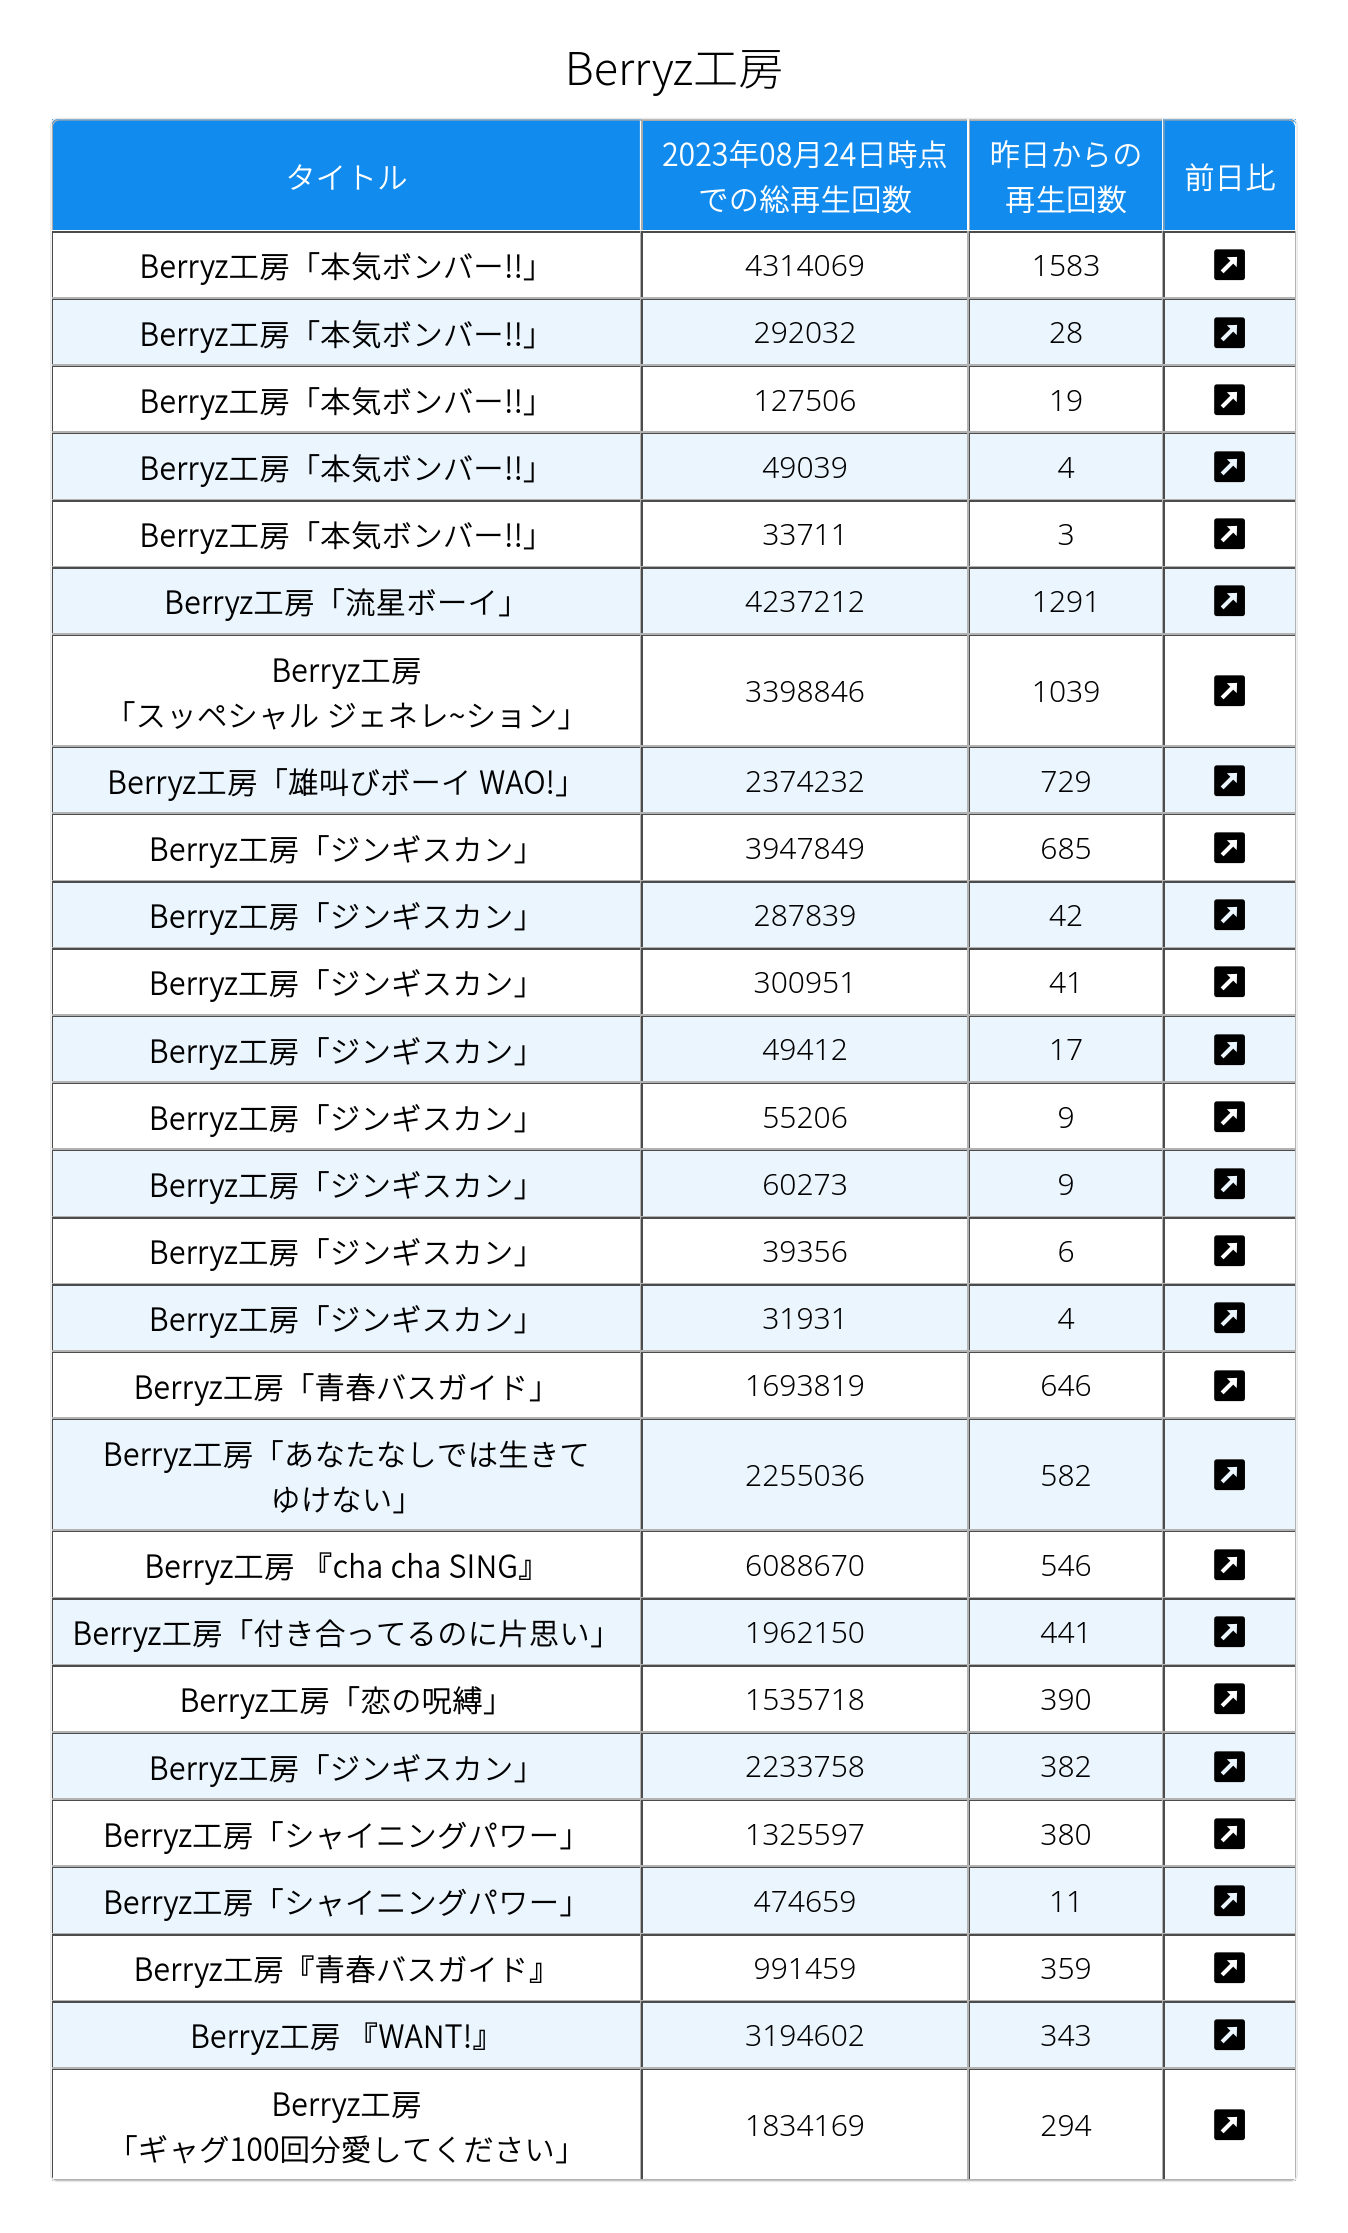 Berryz工房
タイトル 2023年08月24日時点での総再生回数 昨日からの再生回数 前日比
Berryz工房「本気ボンバー!!」 4314069 1583
Berryz工房「本気ボンバー!!」 292032 28
Berryz工房「本気ボンバー!!」 127506 19
Berryz工房「本気ボンバー!!」 49039 4
Berryz工房「本気ボンバー!!」 33711 3
Berryz工房「流星ボーイ」 4237212 1291
Berryz工房
「スッペシャル ジェネレ~ション」 3398846 1039
Berryz工房「雄叫びボーイ WAO!」 2374232 729
Berryz工房「ジンギスカン」 3947849 685
Berryz工房「ジンギスカン」 287839 42
Berryz工房「ジンギスカン」 300951 41
Berryz工房「ジンギスカン」 49412 17
Berryz工房「ジンギスカン」 55206 9
Berryz工房「ジンギスカン」 60273 9
Berryz工房「ジンギスカン」 39356 6
Berryz工房「ジンギスカン」 31931 4
Berryz工房「青春バスガイド」 1693819 646
Berryz工房「あなたなしでは生きて
ゆけない」 2255036 582
Berryz工房 『cha cha SING』 6088670 546
Berryz工房「付き合ってるのに片思い」 1962150 441
Berryz工房「恋の呪縛」 1535718 390
Berryz工房「ジンギスカン」 2233758 382
Berryz工房「シャイニングパワー」 1325597 380
Berryz工房「シャイニングパワー」 474659 11
Berryz工房『青春バスガイド』 991459 359
Berryz工房 『WANT!』 3194602 343
Berryz工房
「ギャグ100回分愛してください」 1834169 294